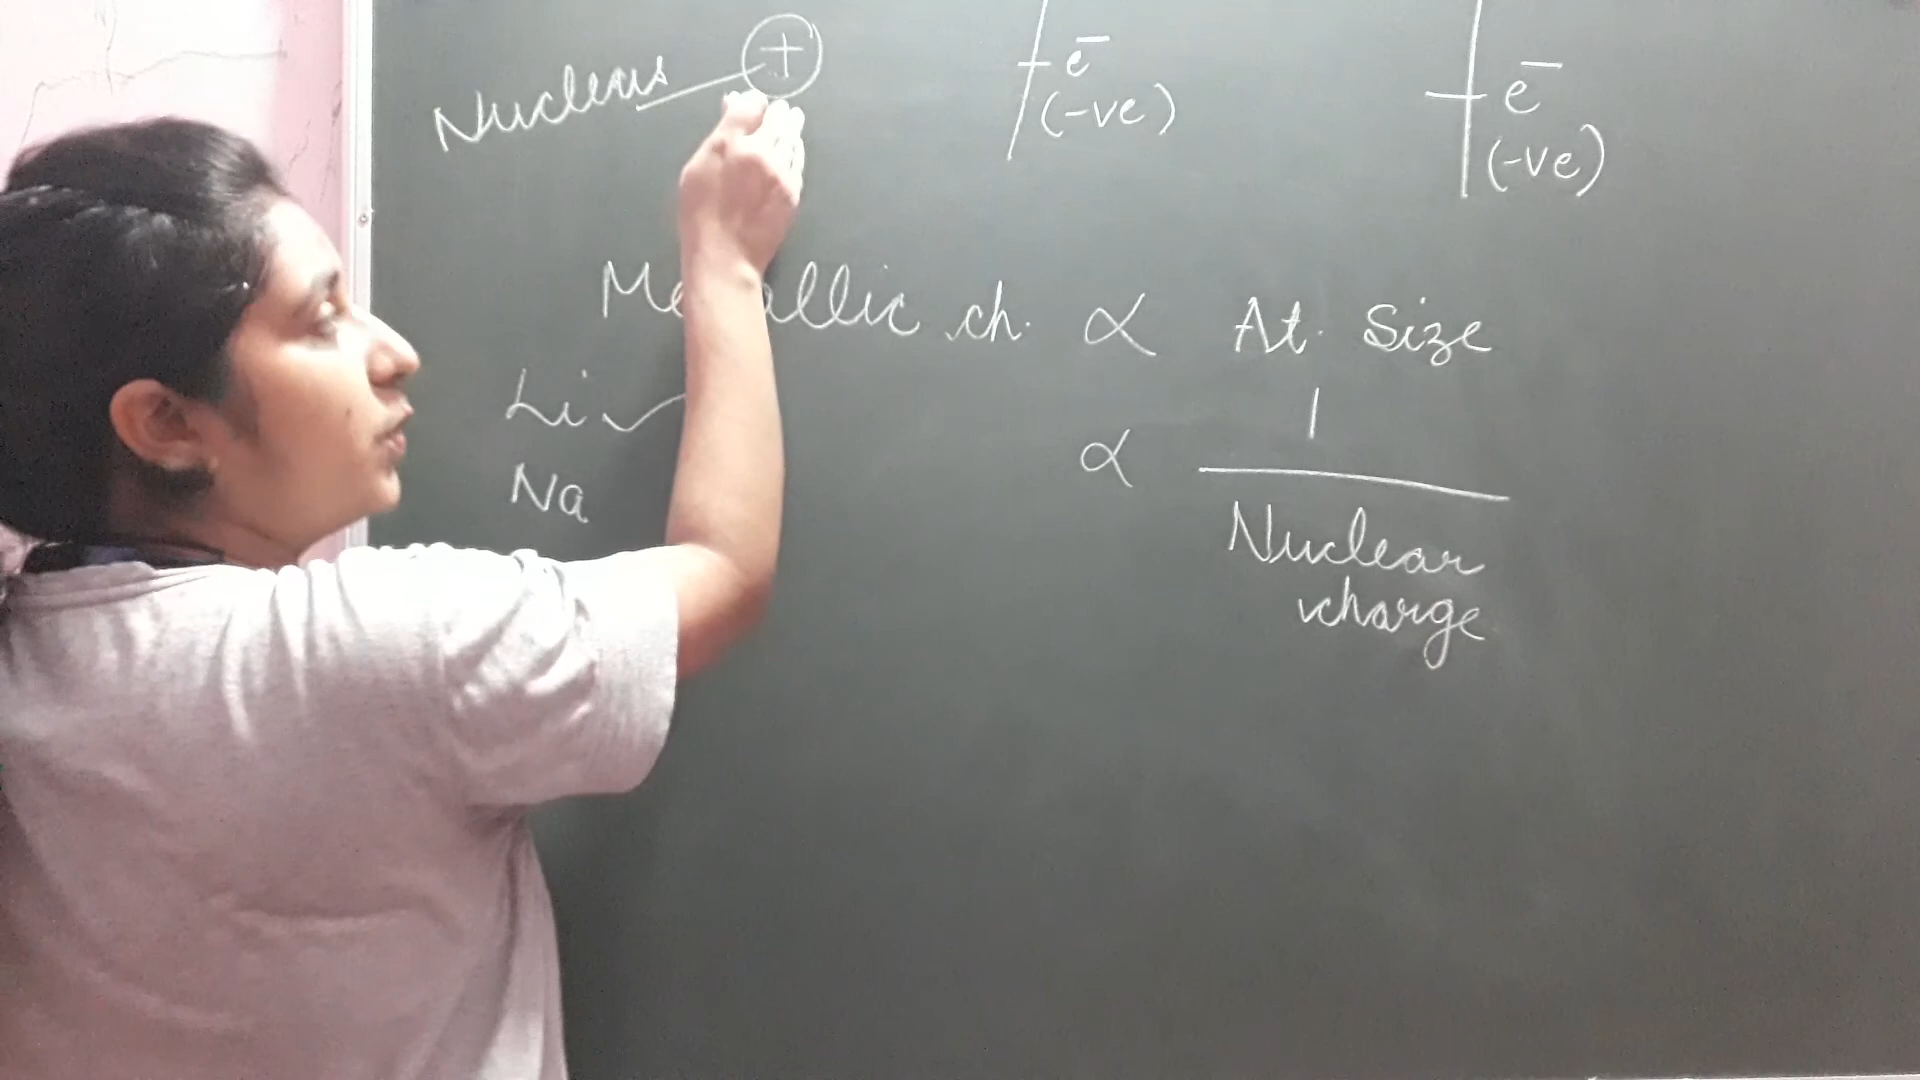 Nucleus +
e⁻ e⁻
(-ve) (-ve)
Metallic ch. ∝ At. Size
Li
∝ 1
Na
Nuclear
charge